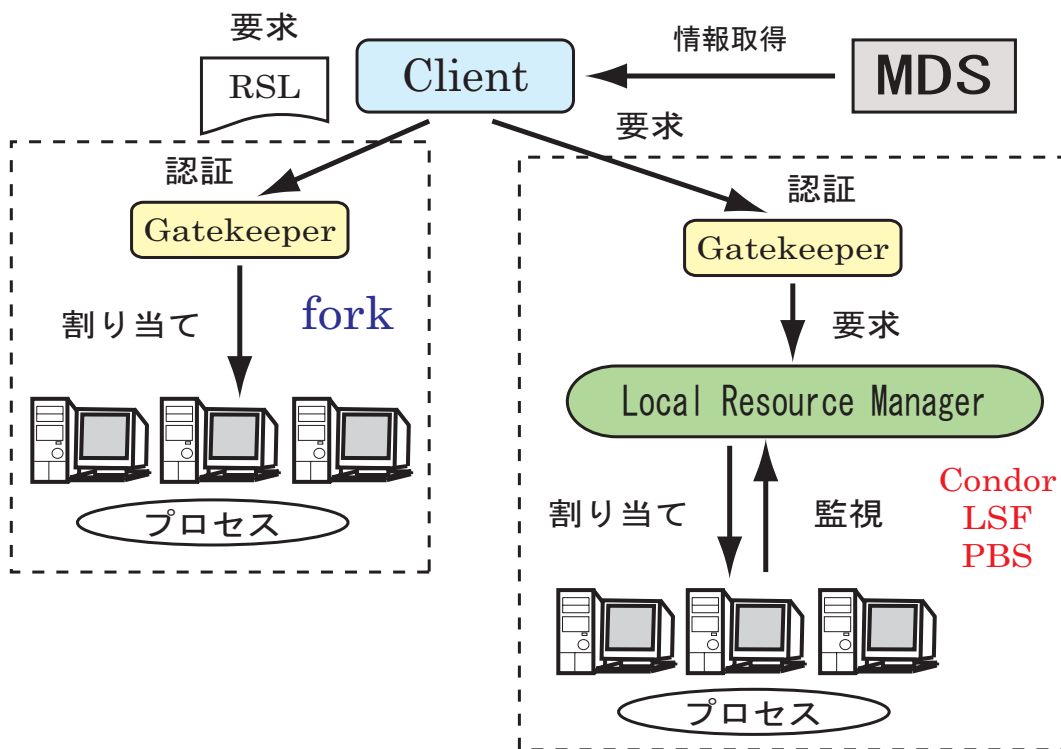 要求
RSL
Client
情報取得
MDS
要求
認証
Gatekeeper
割り当て
fork
プロセス
認証
Gatekeeper
要求
Local Resource Manager
割り当て
監視
Condor
LSF
PBS
プロセス